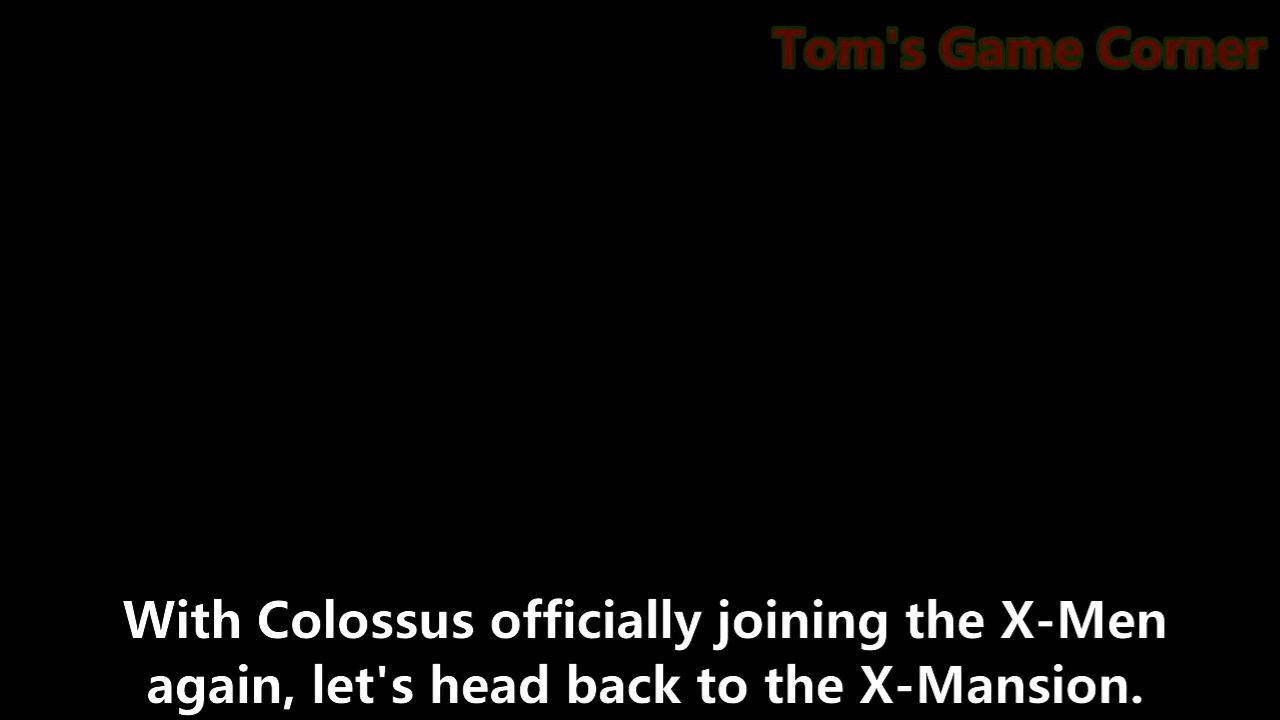 Tom's Game Corner
With Colossus officially joining the X-Men
again, let's head back to the X-Mansion.